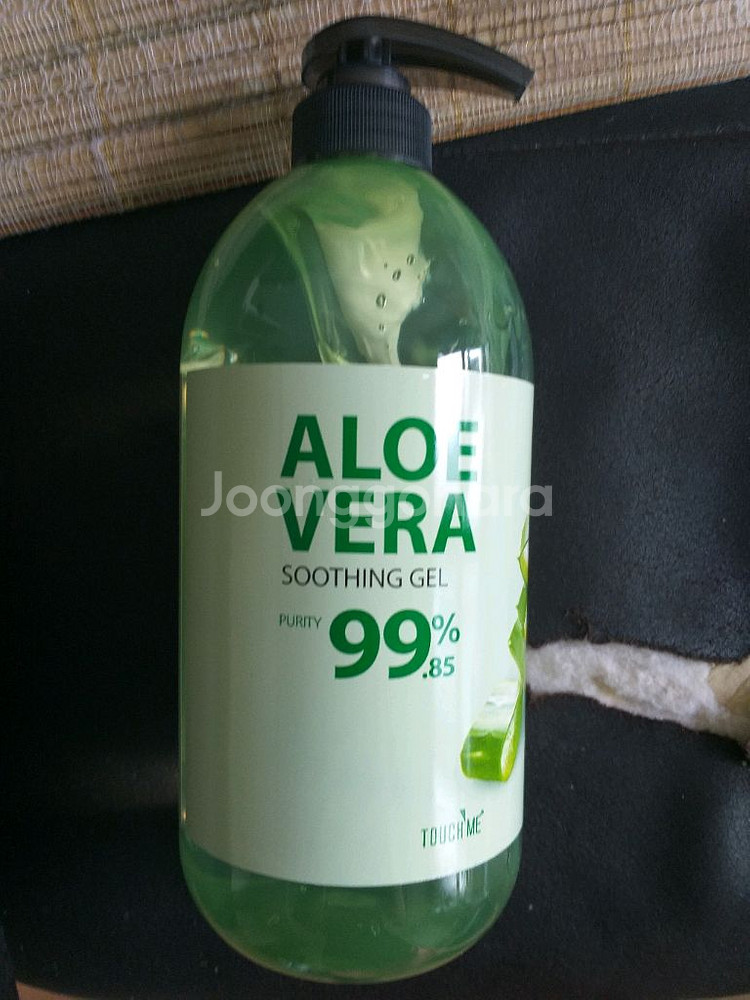 ALOE
VERA
Joonggonara
SOOTHING GEL
PURITY 99.85%
TOUCH ME